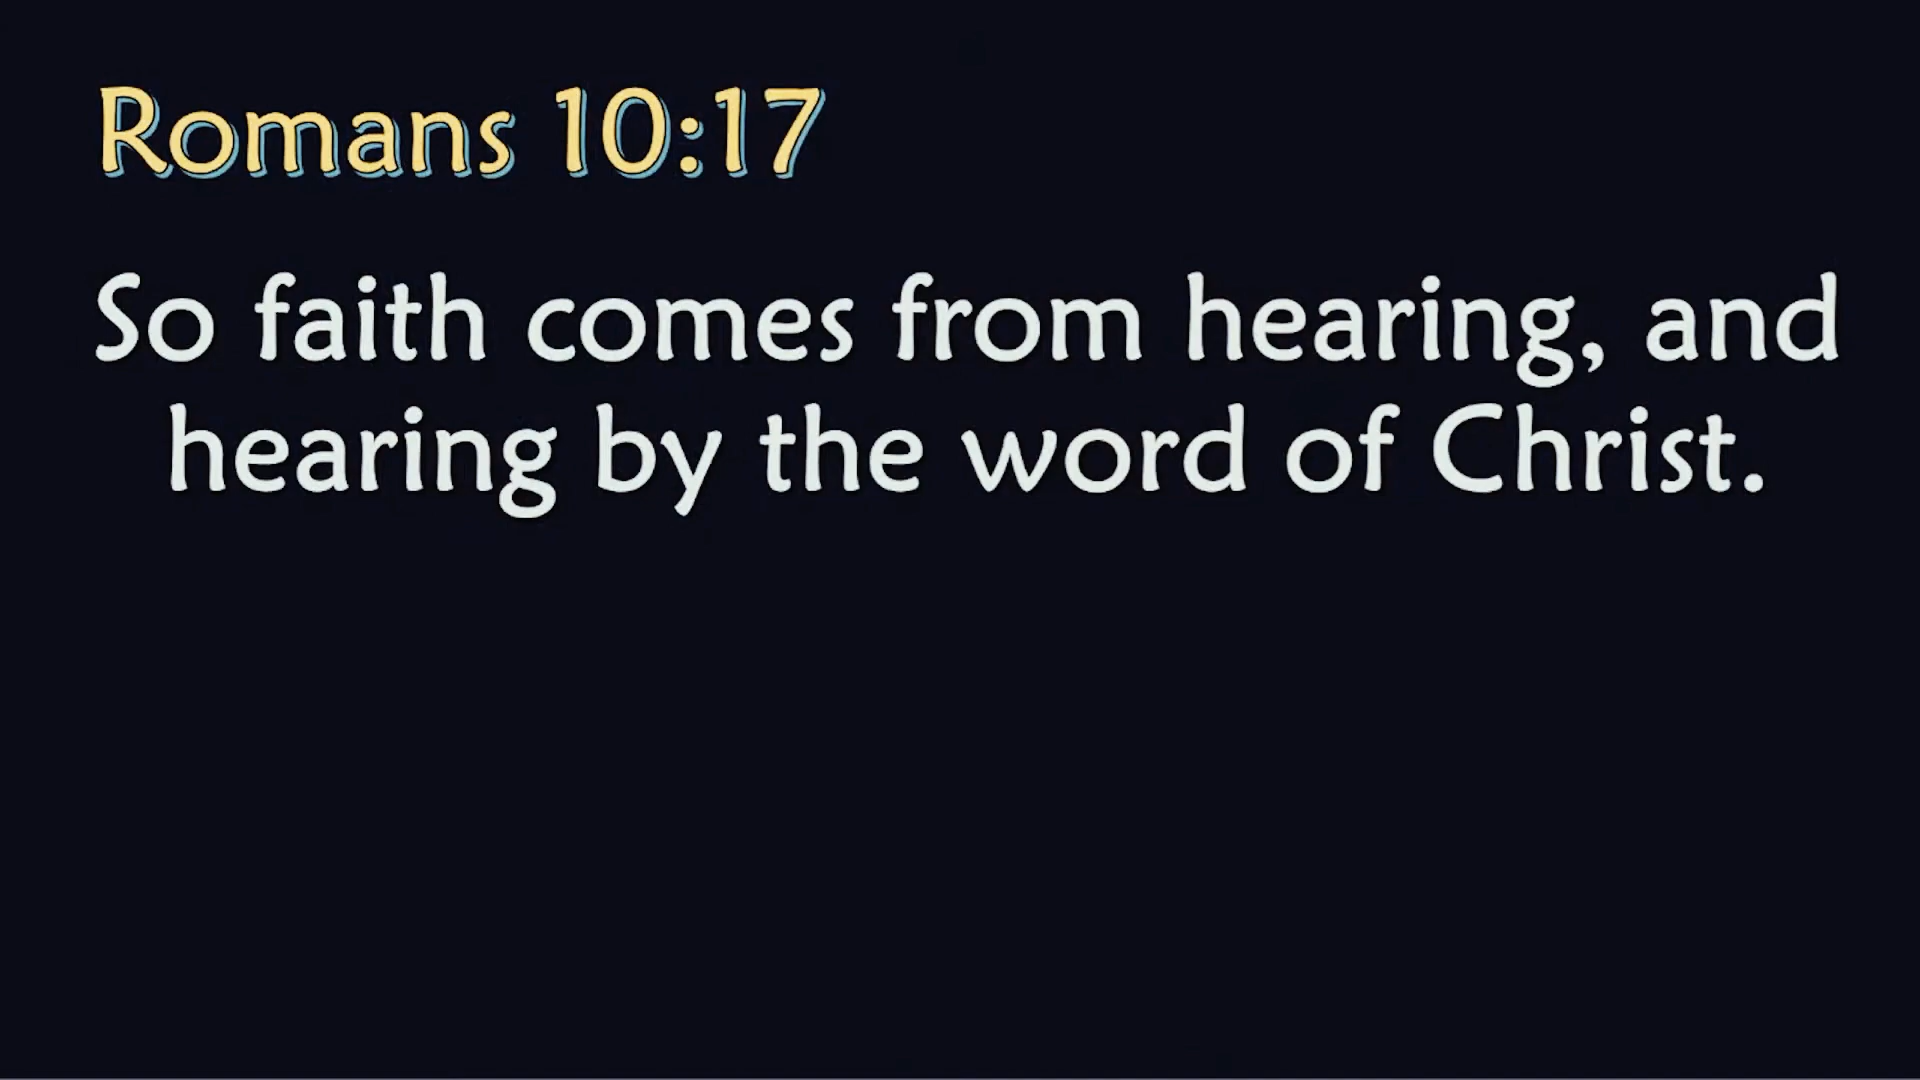 Romans 10:17
So faith comes from hearing, and
hearing by the word of Christ.